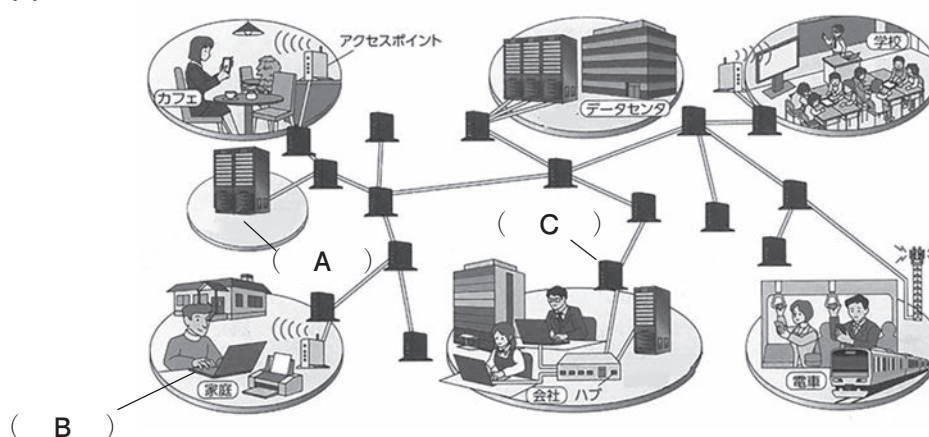 アクセスポイント
学校
カフェ
データセンタ
( C )
( A )
家庭
会社 ハブ
電車
( B )